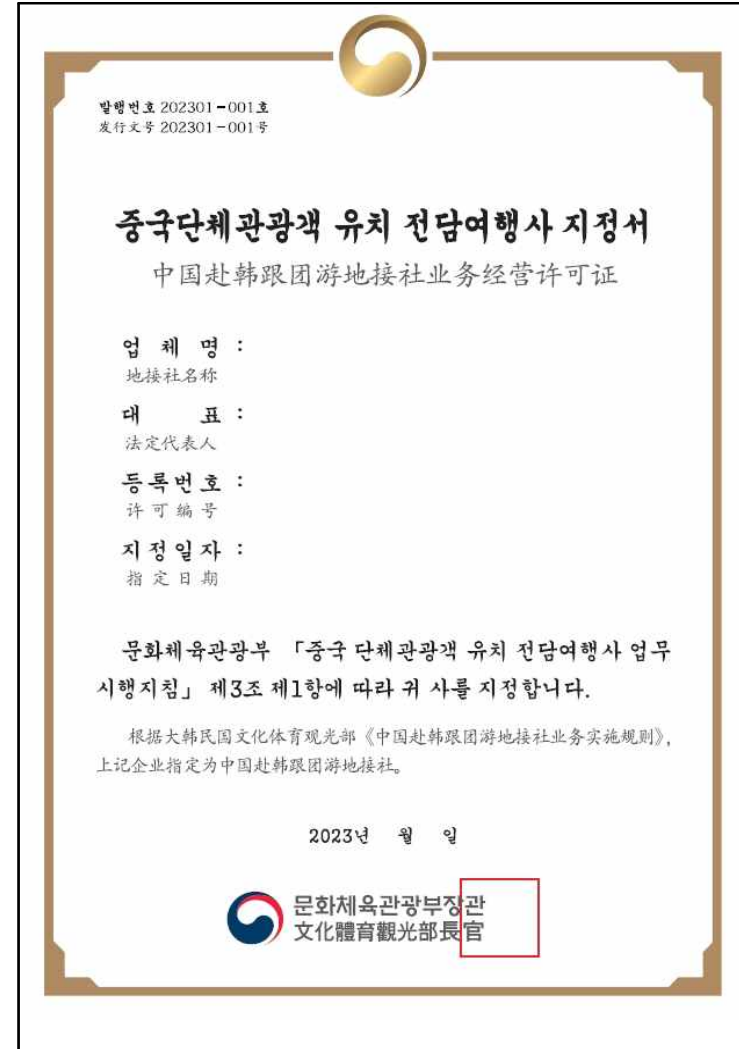 발행번호 202301-001호
发行文号 202301-001号
중국단체관광객 유치 전담여행사 지정서
中国赴韩跟团游地接社业务经营许可证
업 체 명 :
地接社名称
대 표 :
法定代表人
등록번호 :
许可编号
지정일자 :
指定日期
문화체육관광부 「중국 단체관광객 유치 전담여행사 업무
시행지침」 제3조 제1항에 따라 귀 사를 지정합니다.
根据大韩民国文化体育观光部《中国赴韩跟团游地接社业务实施规则》,
上记企业指定为中国赴韩跟团游地接社。
2023년 월 일
문화체육관광부장관
文化體育觀光部長官